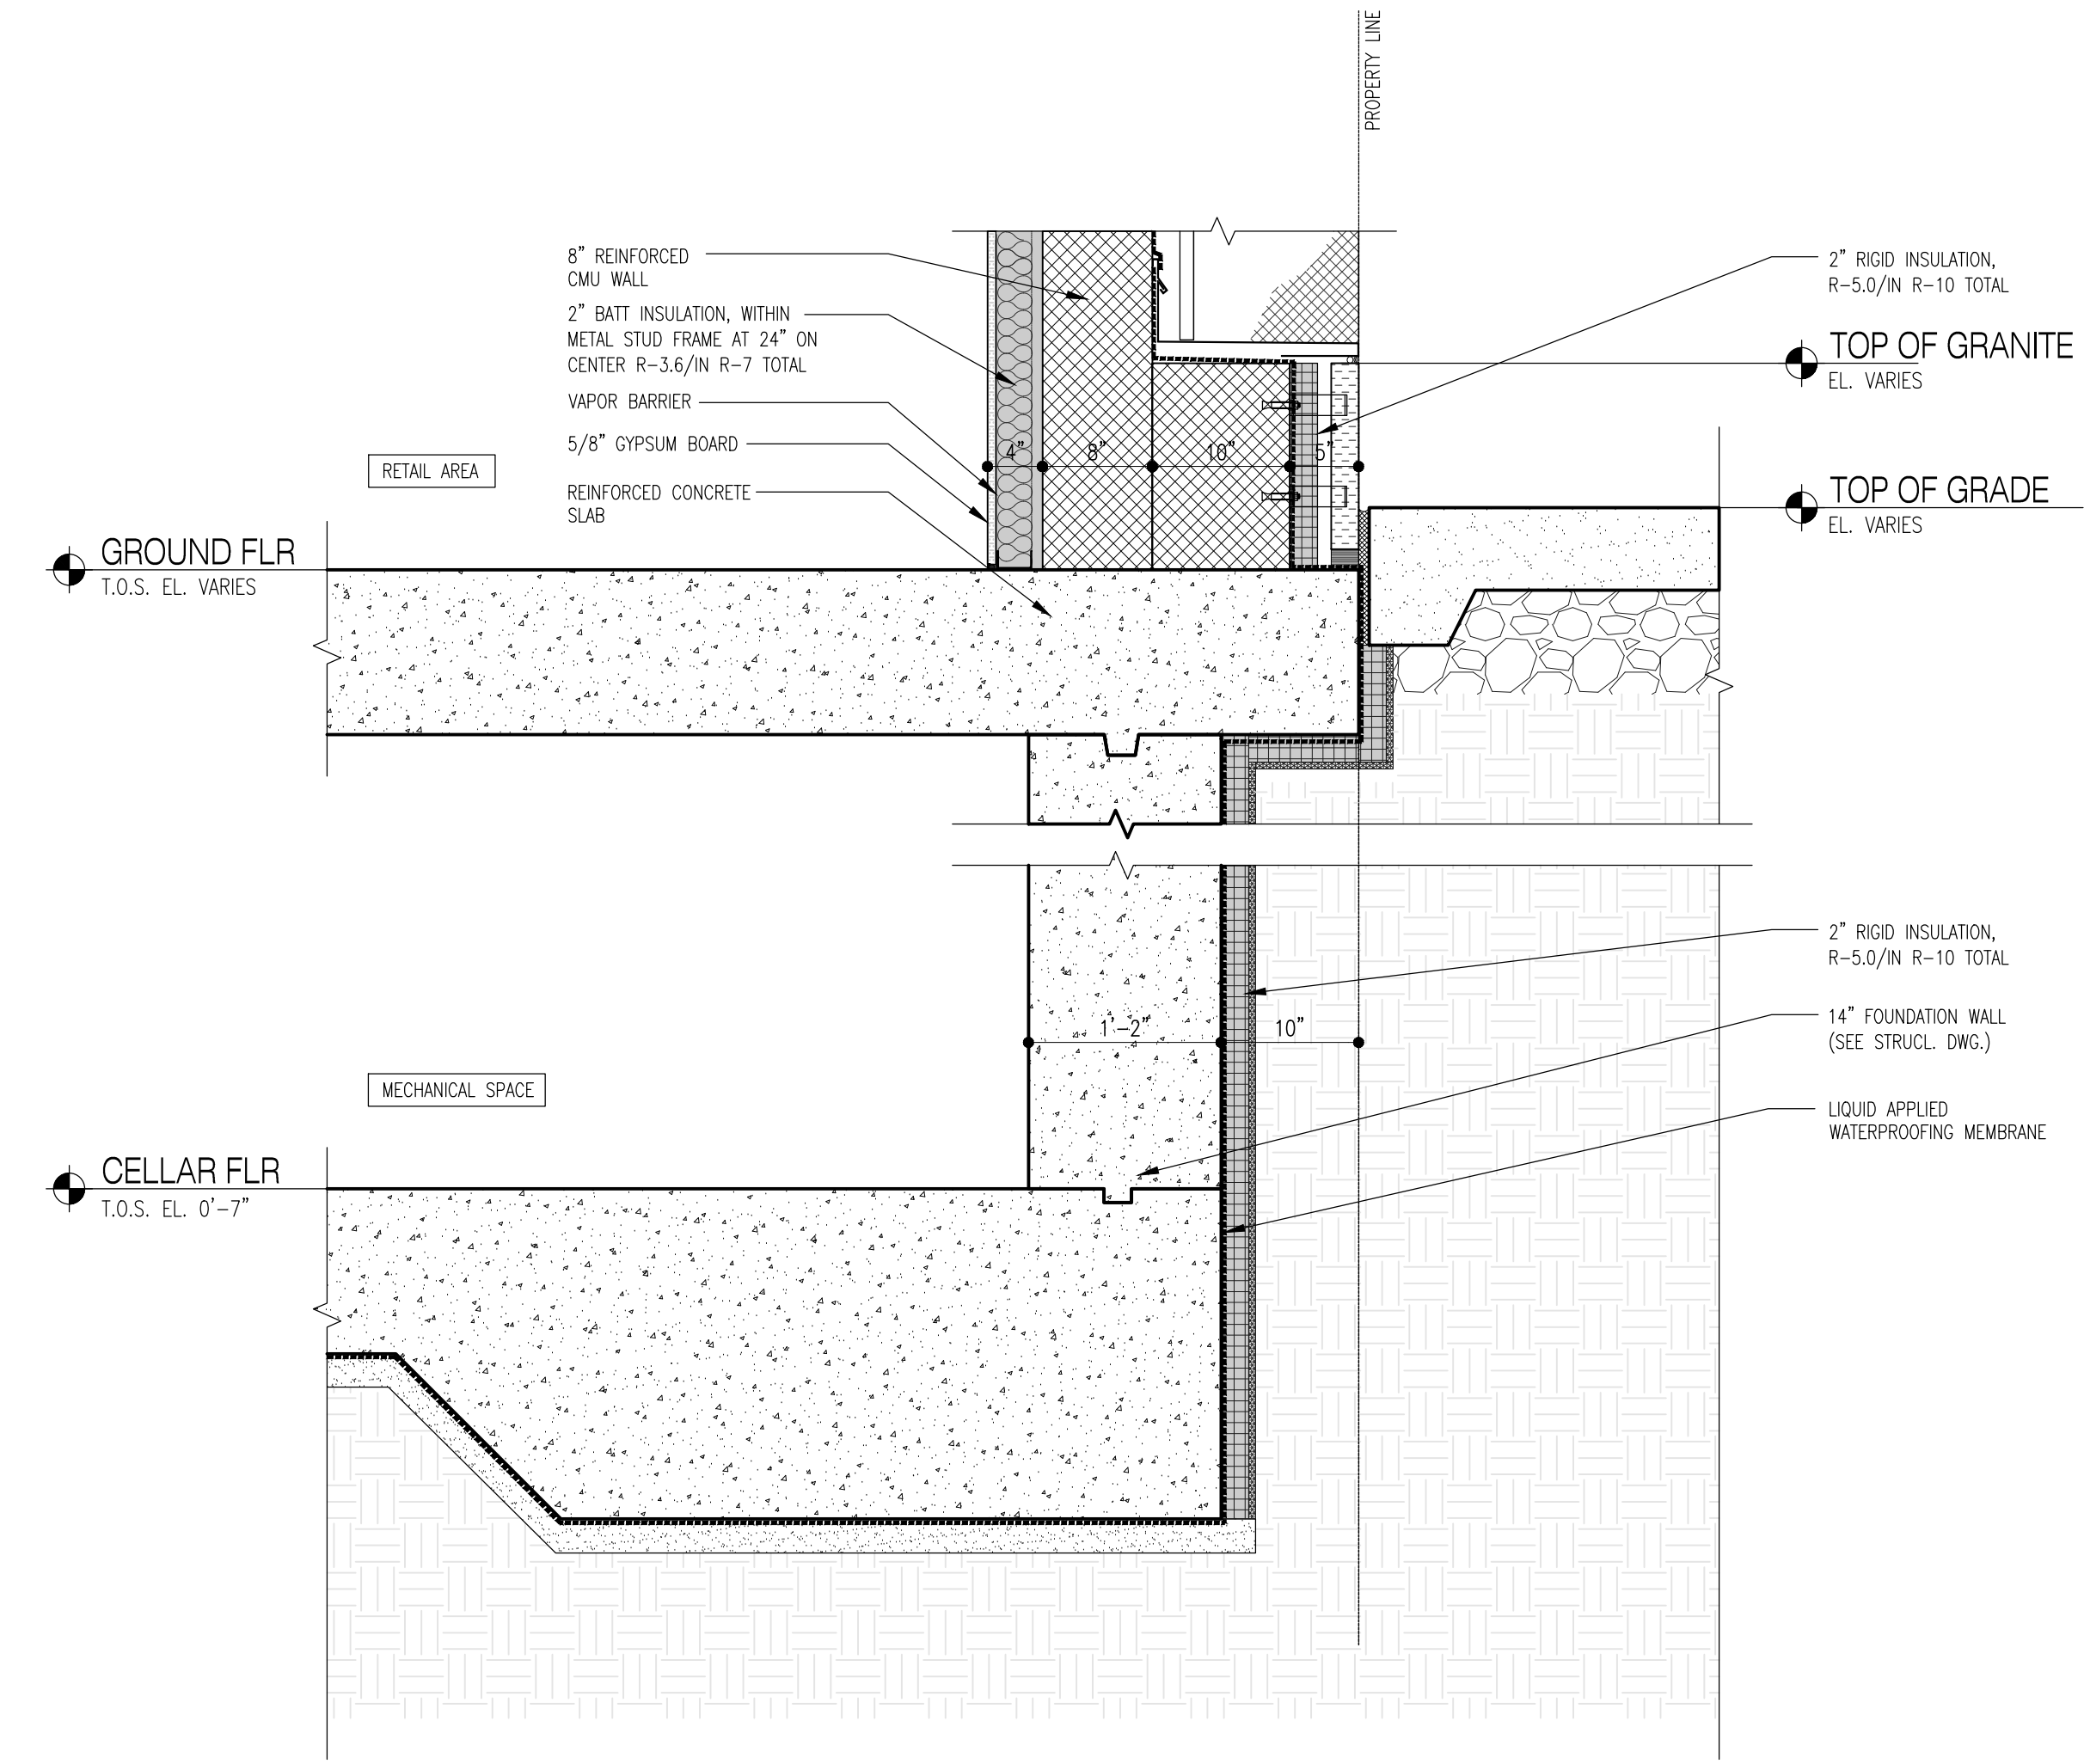 PROPERTY LINE
8" REINFORCED
CMU WALL
2" BATT INSULATION, WITHIN
METAL STUD FRAME AT 24" ON
CENTER R-3.6/IN R-7 TOTAL
VAPOR BARRIER
5/8" GYPSUM BOARD
REINFORCED CONCRETE
SLAB
2" RIGID INSULATION,
R-5.0/IN R-10 TOTAL
TOP OF GRANITE
EL. VARIES
4"
8"
10"
5"
RETAIL AREA
TOP OF GRADE
EL. VARIES
GROUND FLR
T.O.S. EL. VARIES
2" RIGID INSULATION,
R-5.0/IN R-10 TOTAL
14" FOUNDATION WALL
(SEE STRUCL. DWG.)
1'-2"
10"
MECHANICAL SPACE
LIQUID APPLIED
WATERPROOFING MEMBRANE
CELLAR FLR
T.O.S. EL. 0'-7"